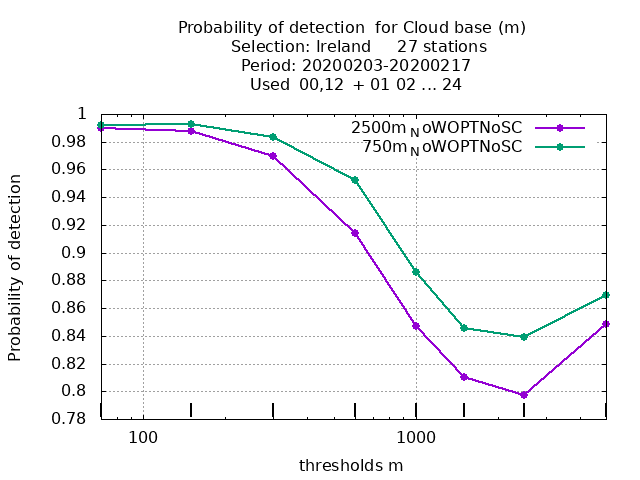 Probability of detection  for Cloud base (m)
Selection: Ireland     27 stations
Period: 20200203-20200217
Used  00,12  + 01 02 ... 24
2500m_NoWOPTNoSC
750m_NoWOPTNoSC
Probability of detection
1
0.98
0.96
0.94
0.92
0.9
0.88
0.86
0.84
0.82
0.8
0.78
100
1000
thresholds m